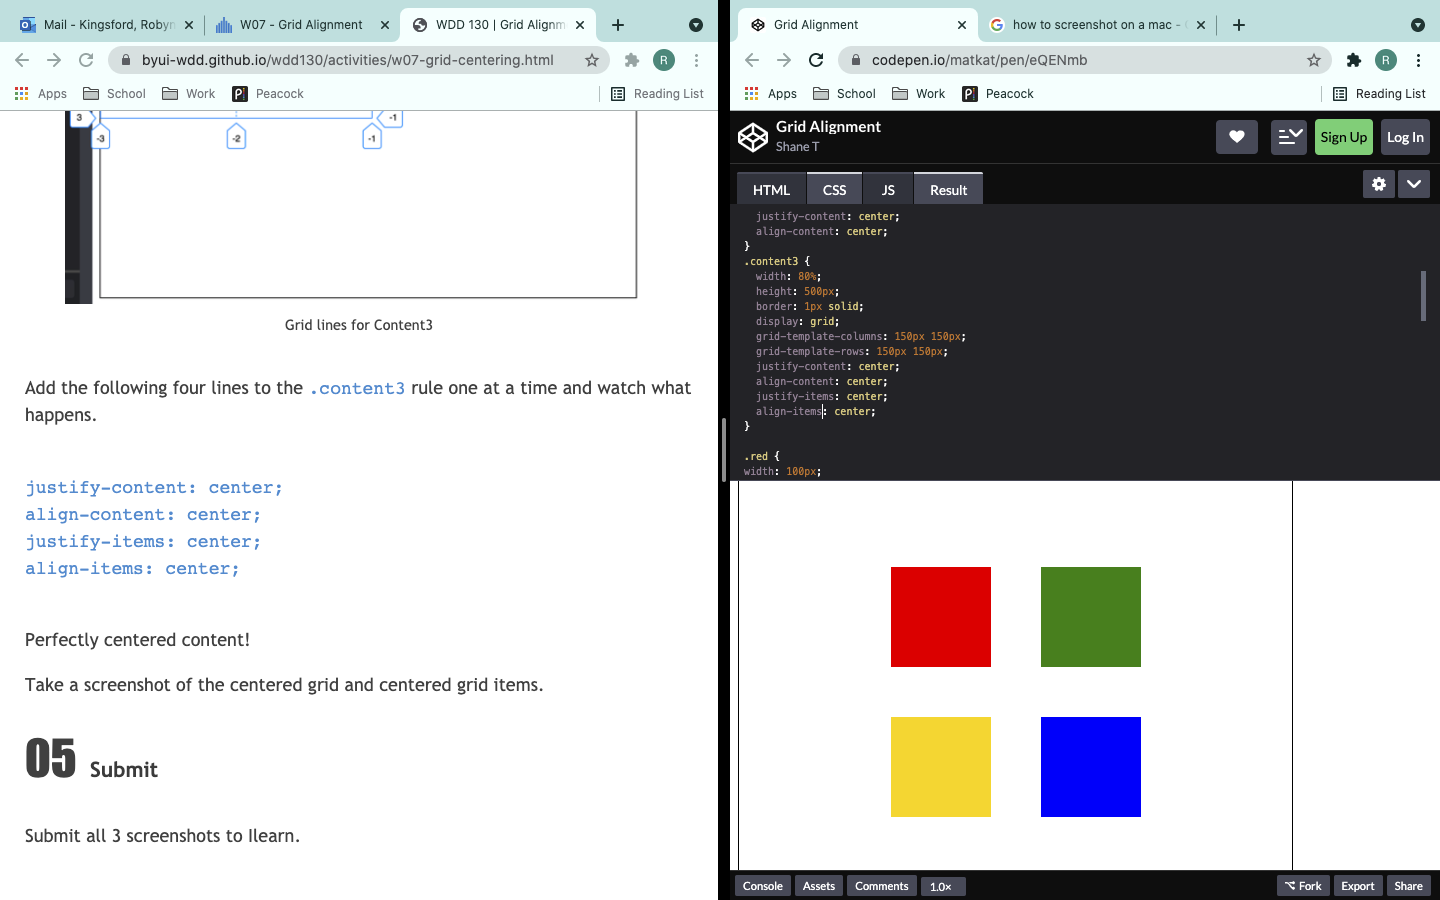 Mail - Kingsford, Robyn
W07 - Grid Alignment
WDD 130 | Grid Alignm
byui-wdd.github.io/wdd130/activities/w07-grid-centering.html
R
Apps
School
Work
Peacock
Reading List
3
-1
-3
-2
-1
Grid lines for Content3
Add the following four lines to the .content3 rule one at a time and watch what
happens.
justify-content: center;
align-content: center;
justify-items: center;
align-items: center;
Perfectly centered content!
Take a screenshot of the centered grid and centered grid items.
05 Submit
Submit all 3 screenshots to Ilearn.
Grid Alignment
how to screenshot on a mac -
codepen.io/matkat/pen/eQENmb
R
Apps
School
Work
Peacock
Reading List
Grid Alignment
Shane T
Sign Up
Log In
HTML
CSS
JS
Result
justify-content: center;
align-content: center;
}
.content3 {
width: 80%;
height: 500px;
border: 1px solid;
display: grid;
grid-template-columns: 150px 150px;
grid-template-rows: 150px 150px;
justify-content: center;
align-content: center;
justify-items: center;
align-items: center;
}
.red {
width: 100px;
Console
Assets
Comments
1.0×
Fork
Export
Share